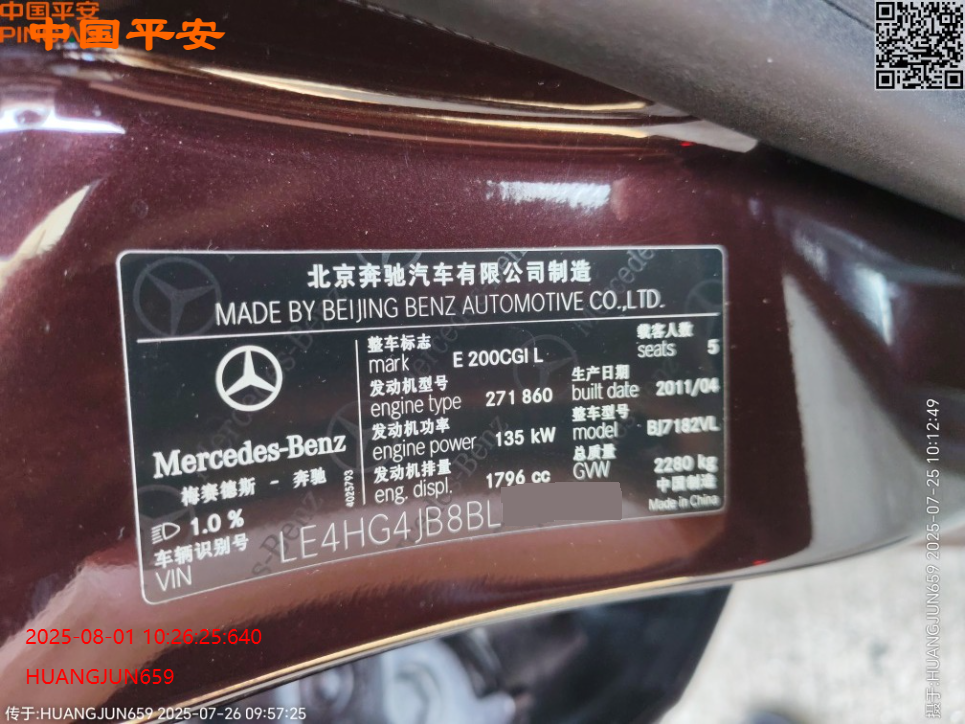 中国平安
中国平安
北京奔驰汽车有限公司制造
MADE BY BEIJING BENZ AUTOMOTIVE CO.,LTD.
Mercedes-Benz
梅赛德斯 - 奔驰
4025793
1.0 %
整车标志
mark E 200CGI L
载客人数
seats 5
发动机型号
engine type 271 860
生产日期
built date 2011/04
发动机功率
engine power 135 kW
整车型号
model BJ7182VL
发动机排量
eng. displ. 1796 cc
总质量
GVW 2280 kg
中国制造
Made in China
车辆识别号
VIN LE4HG4JB8BL
2025-08-01 10:26:25:640
HUANGJUN659
传于:HUANGJUN659 2025-07-26 09:57:25
摄于:HUANGJUN659 2025-07-25 10:12:49